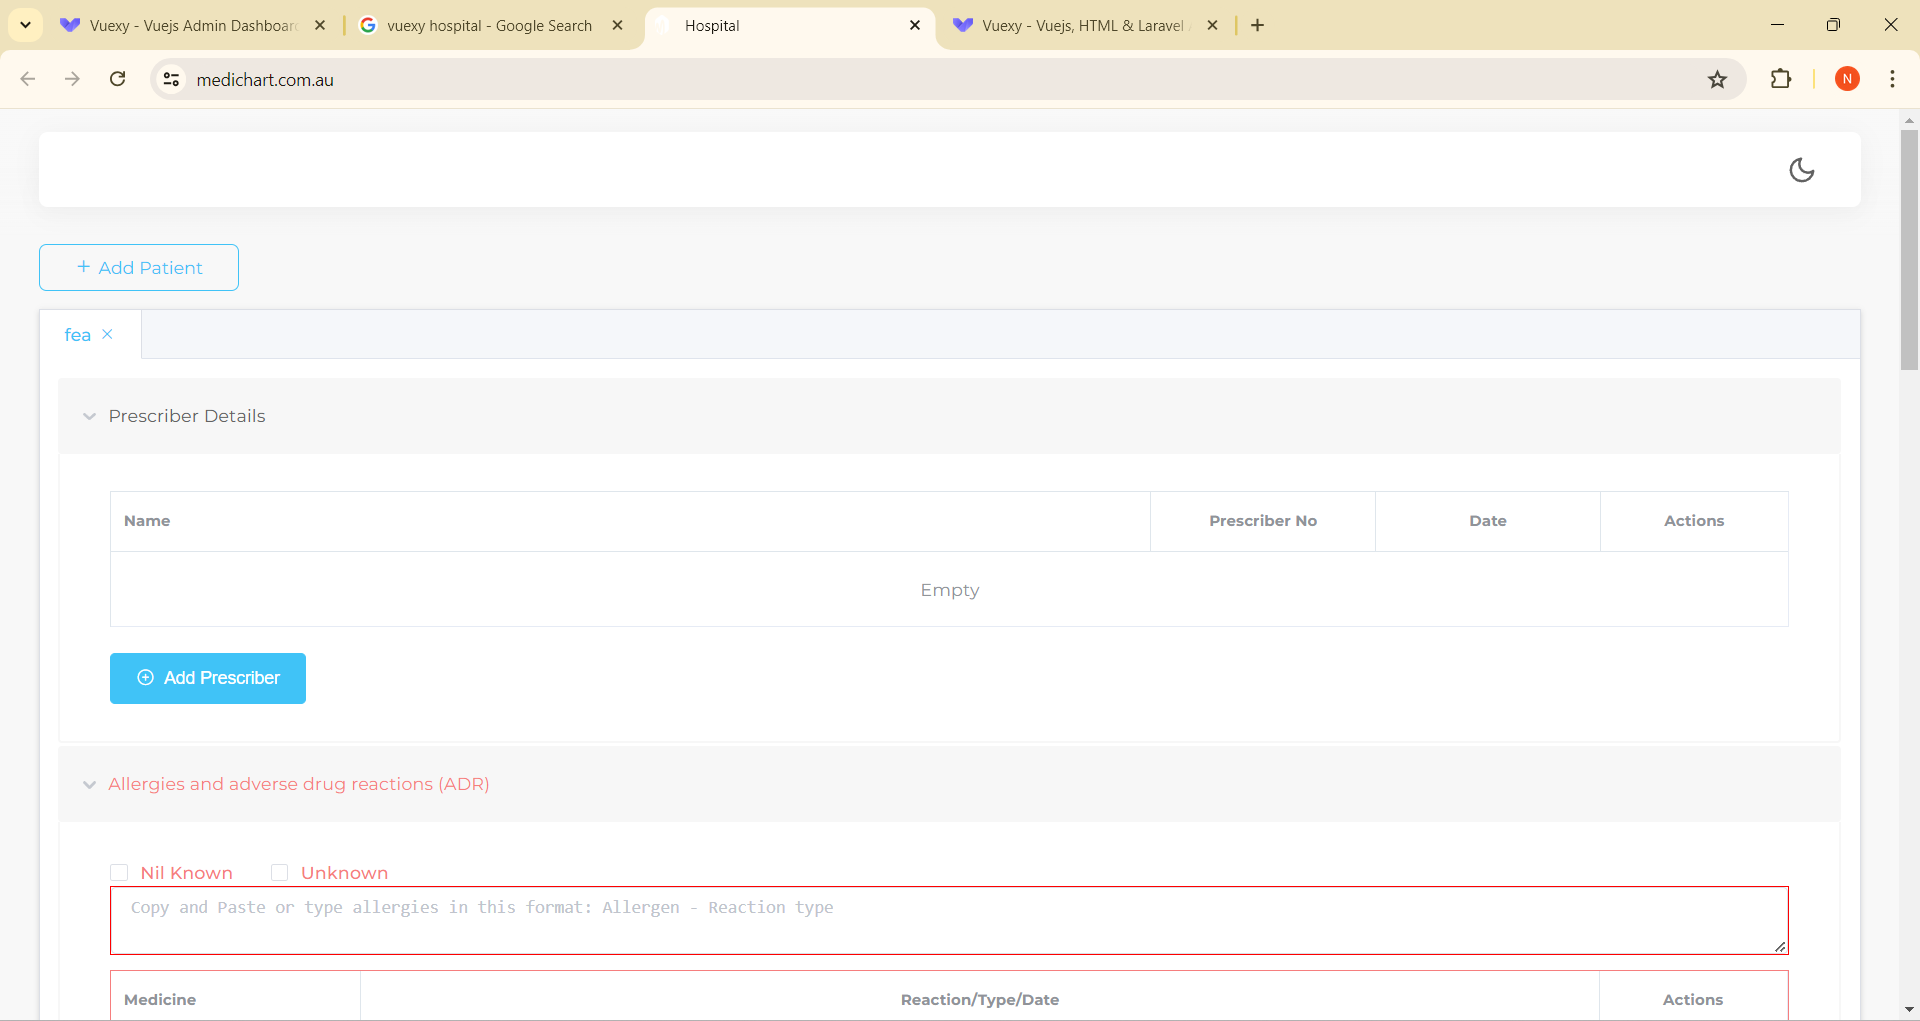 Vuexy - Vuejs Admin Dashboar
vuexy hospital - Google Search
Hospital
Vuexy - Vuejs, HTML & Laravel
medichart.com.au
N
+ Add Patient
fea ×
Prescriber Details
Name Prescriber No Date Actions
Empty
Add Prescriber
Allergies and adverse drug reactions (ADR)
Nil Known Unknown
Copy and Paste or type allergies in this format: Allergen - Reaction type
Medicine Reaction/Type/Date Actions